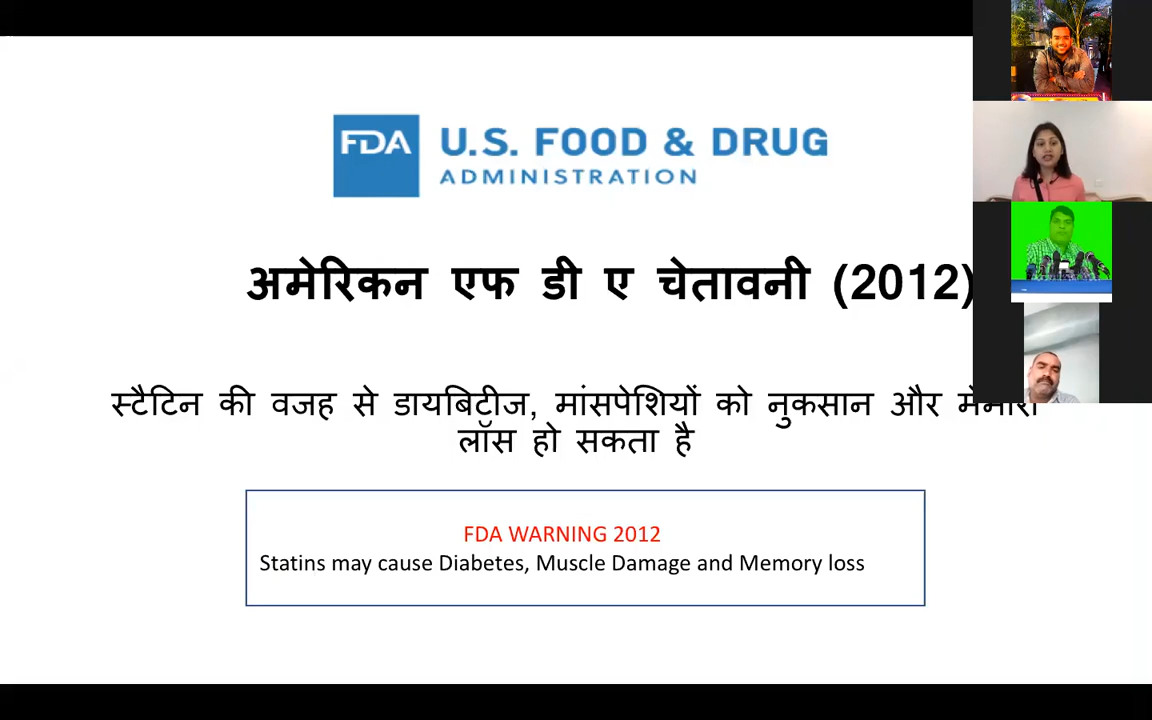 FDA
U.S. FOOD & DRUG
ADMINISTRATION
अमेरिकन एफ डी ए चेतावनी (2012)
स्टैटिन की वजह से डायबिटीज, मांसपेशियों को नुकसान और
लॉस हो सकता है
FDA WARNING 2012
Statins may cause Diabetes, Muscle Damage and Memory loss